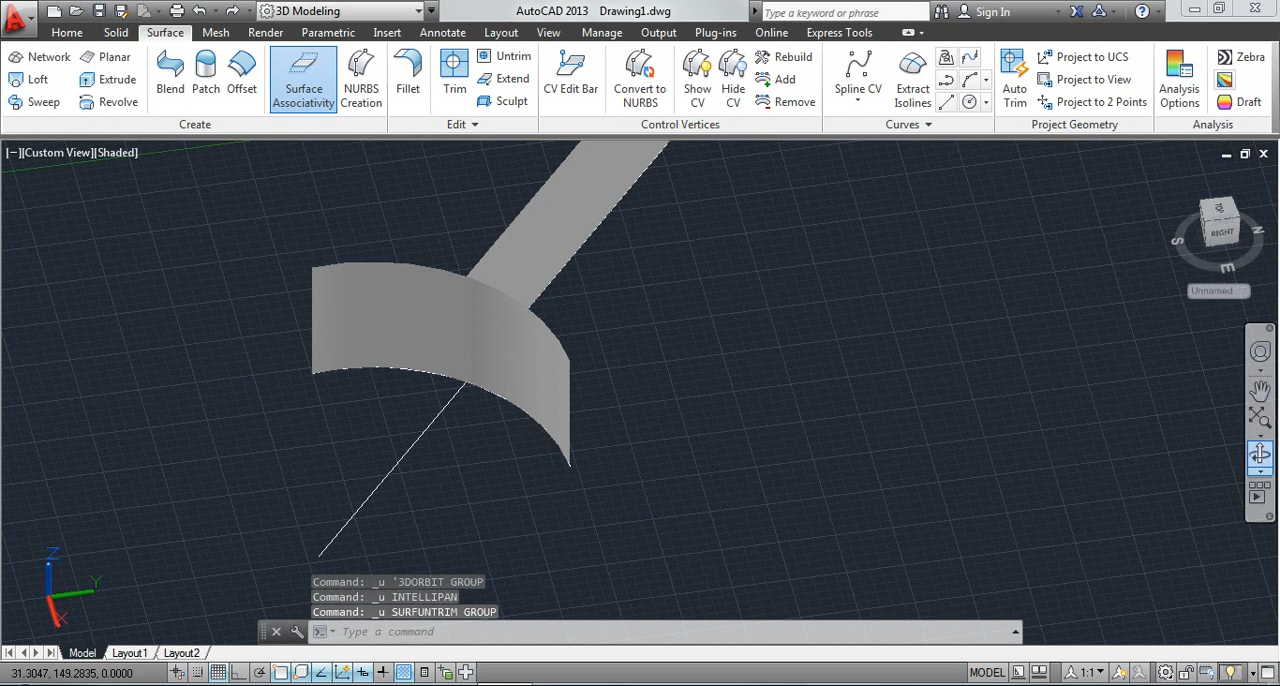 3D Modeling
AutoCAD 2013 Drawing1.dwg
Type a keyword or phrase
Sign In
Home Solid Surface Mesh Render Parametric Insert Annotate Layout View Manage Output Plug-ins Online Express Tools
Network Planar
Loft Extrude
Sweep Revolve
Blend Patch Offset
Surface
Associativity
NURBS
Creation
Fillet Trim
Untrim
Extend
Sculpt
CV Edit Bar
Convert to
NURBS
Show
CV
Hide
CV
Rebuild
Add
Remove
Spline CV
Extract
Isolines
Auto
Trim
Project to UCS
Project to View
Project to 2 Points
Analysis
Options
Zebra
Draft
Create Edit Control Vertices Curves Project Geometry Analysis
[−][Custom View][Shaded]
RIGHT
S N
E
Unnamed
Z
Y
X
Command: _u '3DORBIT GROUP
Command: _u INTELLIPAN
Command: _u SURFUNTRIM GROUP
Type a command
Model Layout1 Layout2
31.3047, 149.2835, 0.0000
MODEL
1:1